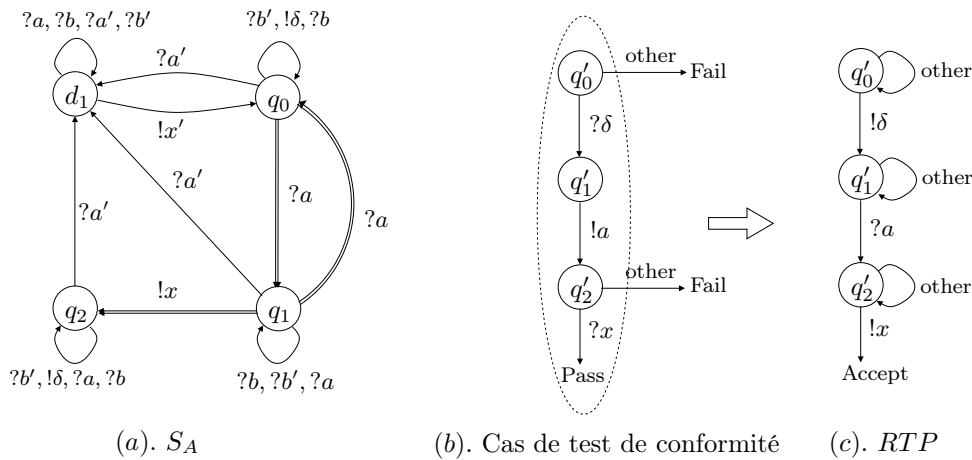 ?a, ?b, ?a′, ?b′
?b′, !δ, ?b
?a′
d₁
q₀
!x′
?a′
?a
?a
?a′
!x
q₂
q₁
?b′, !δ, ?a, ?b
?b, ?b′, ?a
(a). S_A
q′₀
other
Fail
?δ
q′₁
!a
q′₂
other
Fail
?x
Pass
(b). Cas de test de conformité
q′₀
other
!δ
q′₁
other
?a
q′₂
other
!x
Accept
(c). RTP